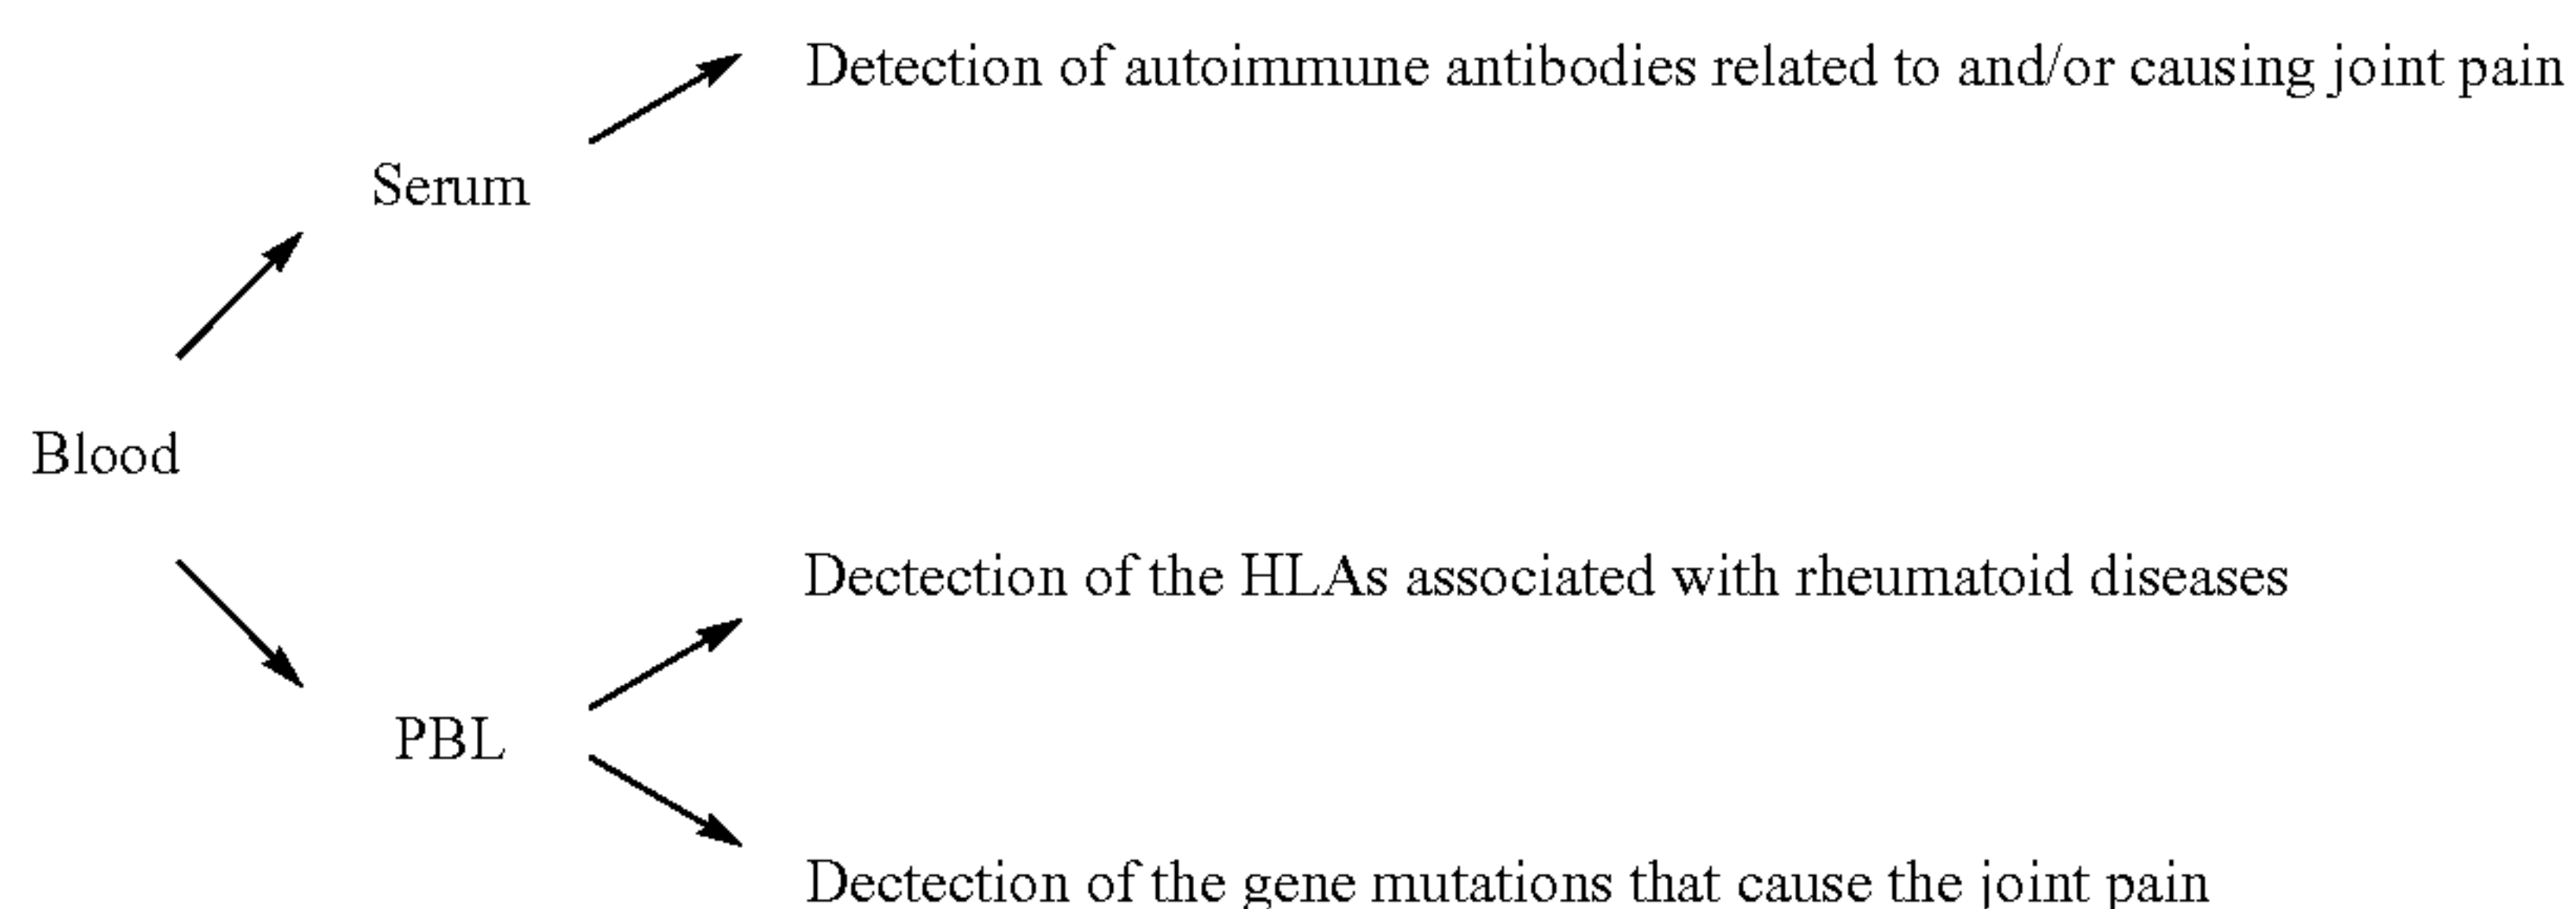 Detection of autoimmune antibodies related to and/or causing joint pain
Serum
Blood
Dectection of the HLAs associated with rheumatoid diseases
PBL
Dectection of the gene mutations that cause the joint pain